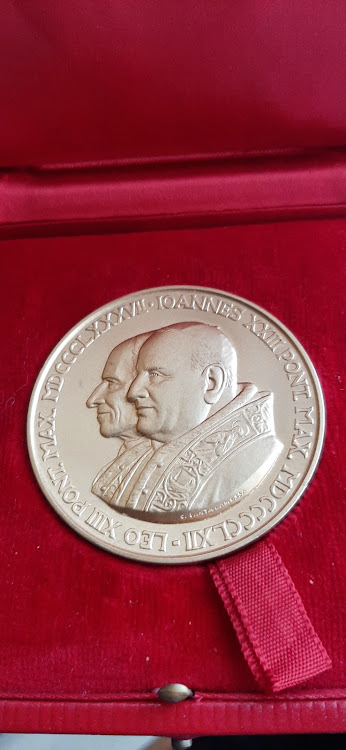 LEO XIII PONT. MAX. MDCCCLXXXVII · IOANNES XXIII PONT. MAX. MDCCCCLXII ·